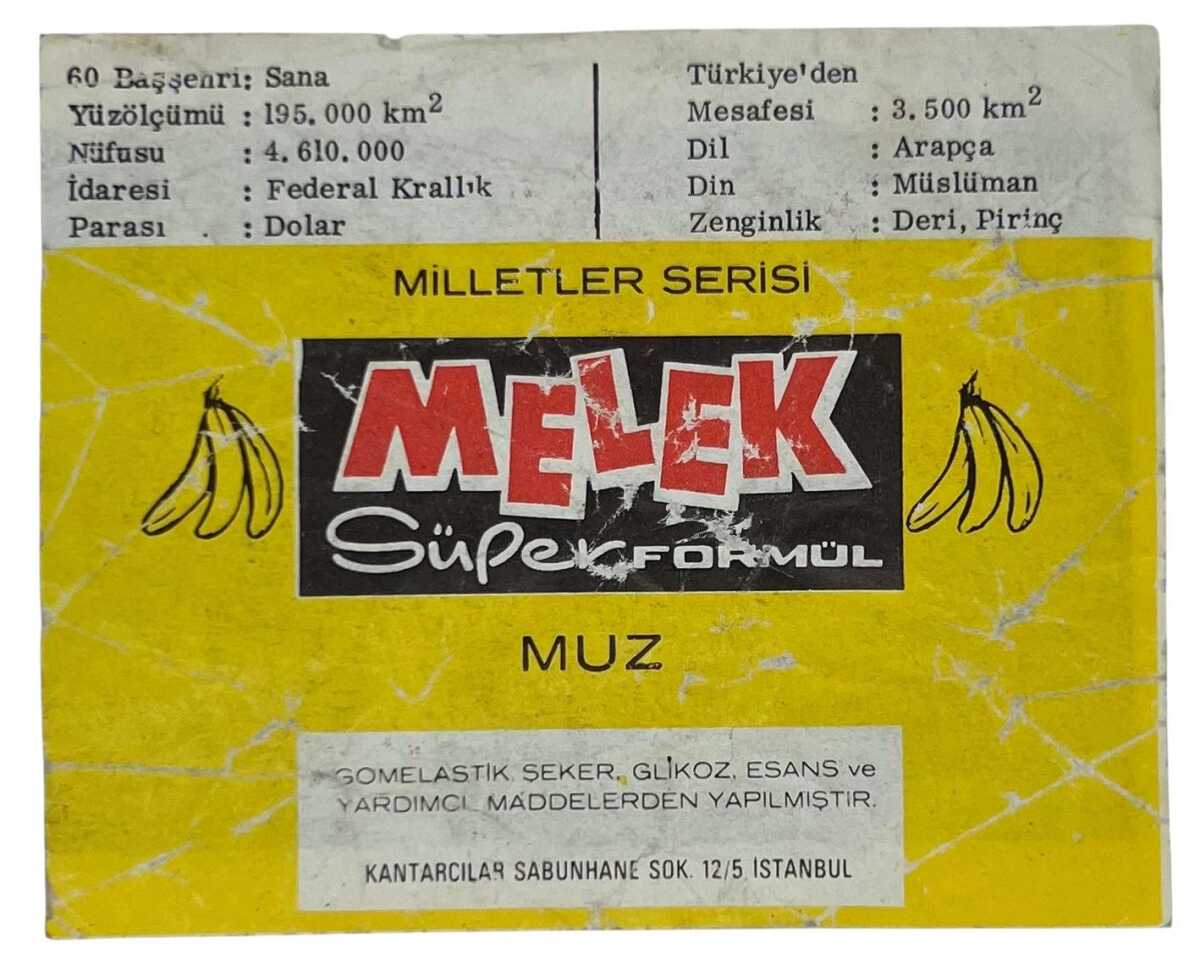 60 Başşehri: Sana
Yüzölçümü : 195.000 km²
Nüfusu : 4.610.000
İdaresi : Federal Krallık
Parası . : Dolar
Türkiye'den
Mesafesi : 3.500 km²
Dil : Arapça
Din : Müslüman
Zenginlik : Deri, Pirinç
MİLLETLER SERİSİ
MELEK
Süper FORMÜL
MUZ
GOMELASTİK, ŞEKER, GLİKOZ, ESANS ve
YARDIMCI MADDELERDEN YAPILMIŞTIR.
KANTARCILAR SABUNHANE SOK. 12/5 İSTANBUL